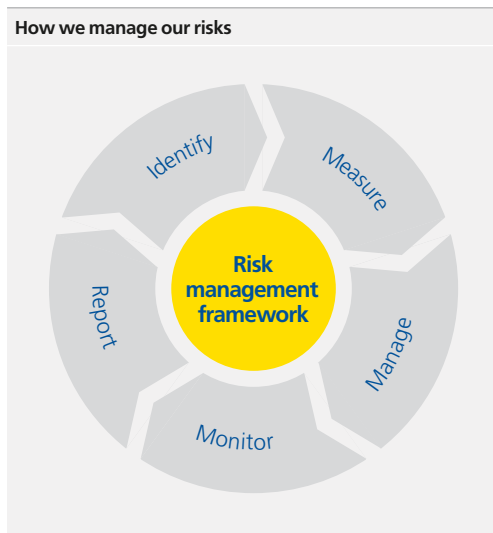 How we manage our risks
Identify
Measure
Risk
management
framework
Report
Manage
Monitor